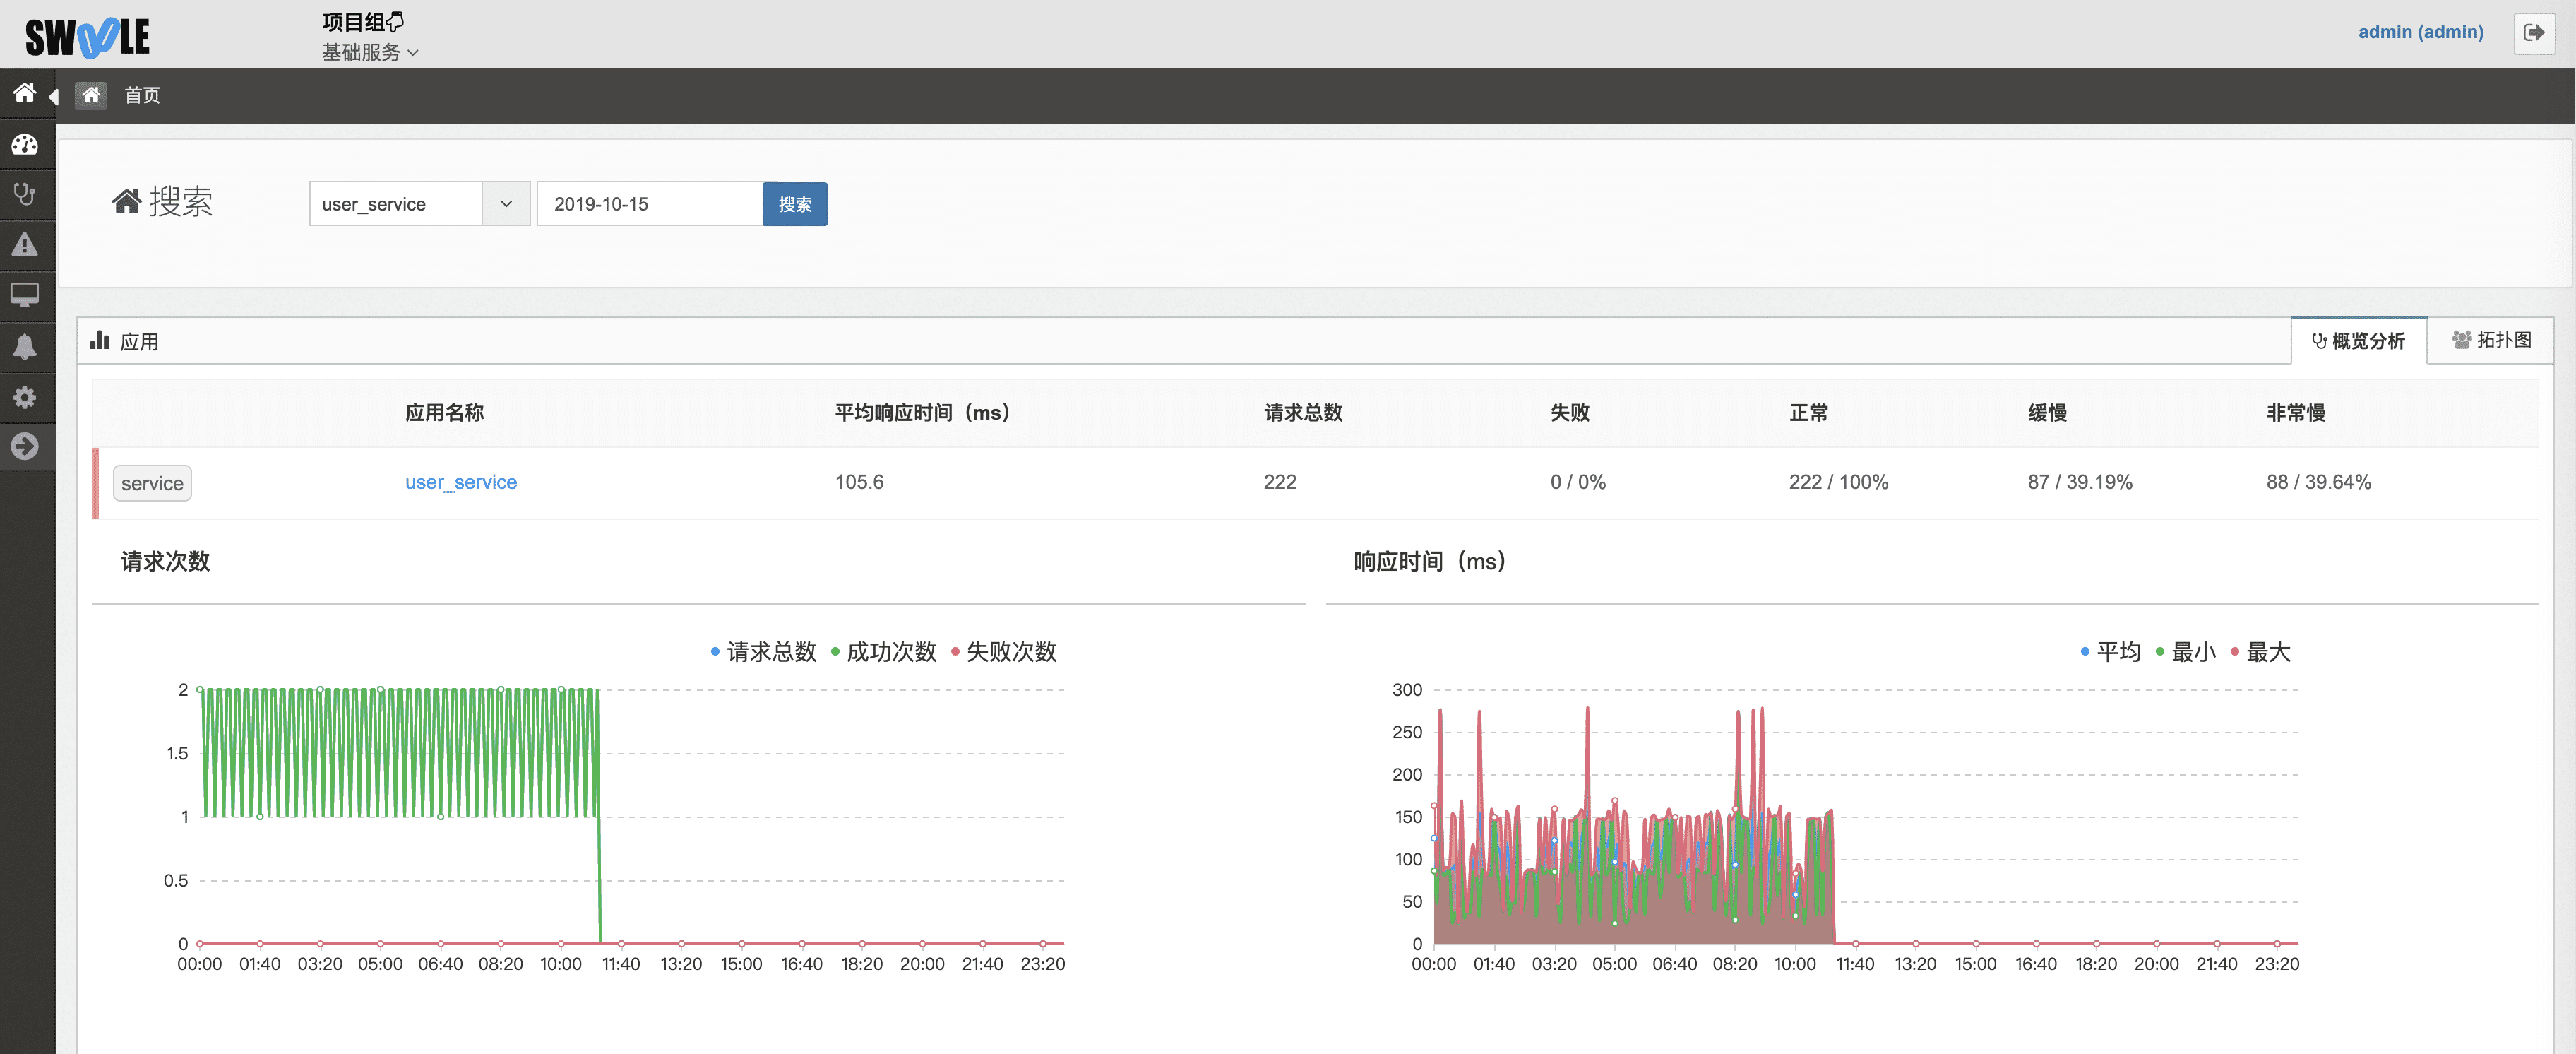 SWOOLE
项目组
基础服务
admin (admin)
首页
搜索
user_service
2019-10-15
搜索
应用
概览分析
拓扑图
应用名称 平均响应时间（ms） 请求总数 失败 正常 缓慢 非常慢
service user_service 105.6 222 0 / 0% 222 / 100% 87 / 39.19% 88 / 39.64%
请求次数
请求总数 成功次数 失败次数
2
1.5
1
0.5
0
00:00 01:40 03:20 05:00 06:40 08:20 10:00 11:40 13:20 15:00 16:40 18:20 20:00 21:40 23:20
响应时间（ms）
平均 最小 最大
300
250
200
150
100
50
0
00:00 01:40 03:20 05:00 06:40 08:20 10:00 11:40 13:20 15:00 16:40 18:20 20:00 21:40 23:20